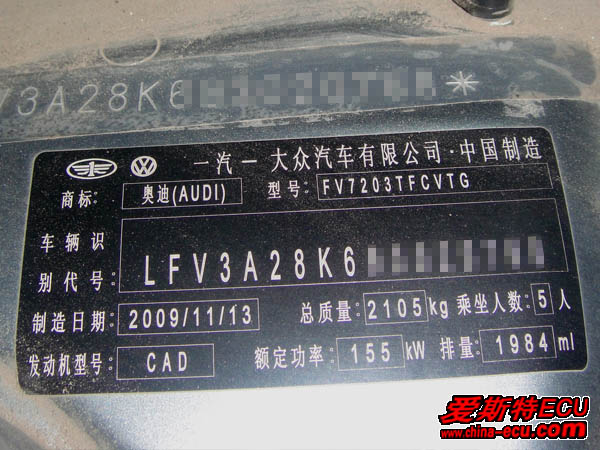 V3A28K6
*
一汽一大众汽车有限公司·中国制造
商标: 奥迪(AUDI) 型号: FV7203TFCVTG
车辆识
别代号: LFV3A28K6
制造日期: 2009/11/13 总质量: 2105 kg 乘坐人数: 5 人
发动机型号: CAD 额定功率: 155 kW 排量: 1984 ml
爱斯特ECU
www.china-ecu.com